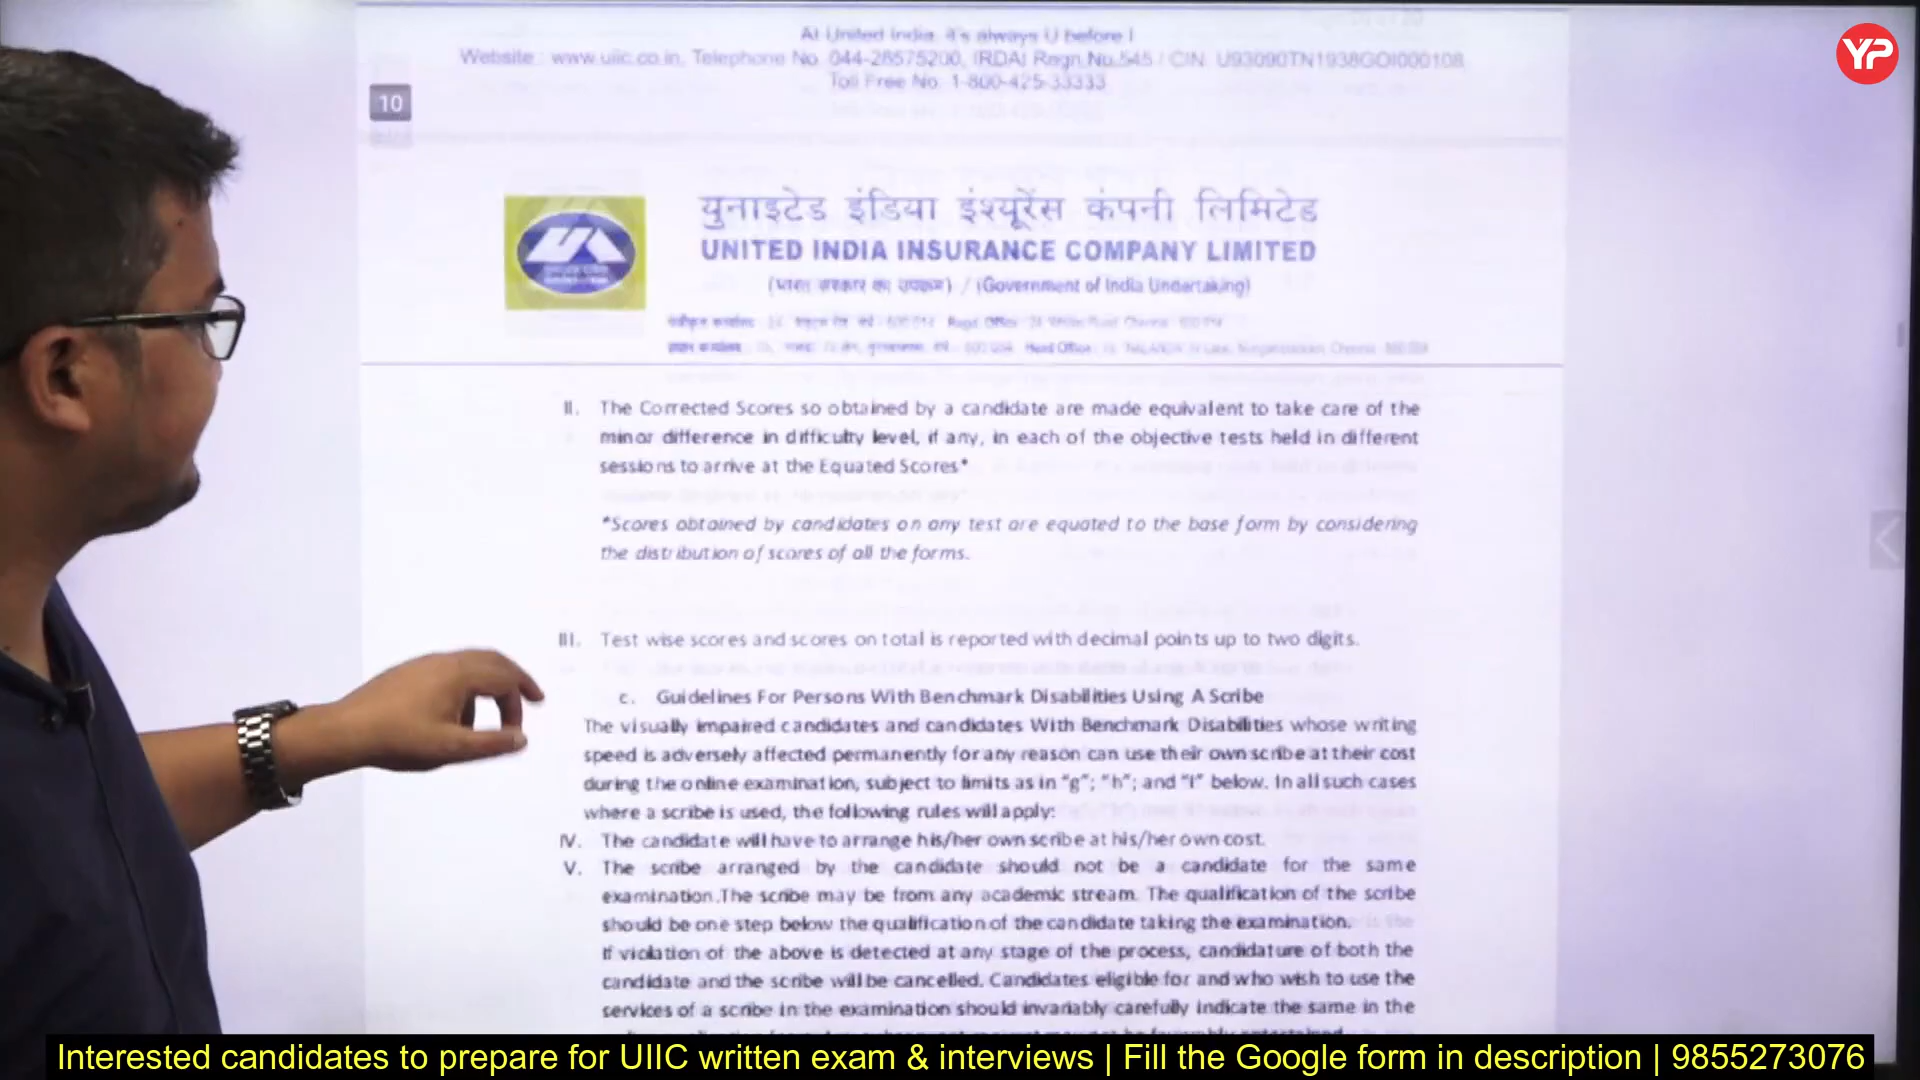 At United India, it's always U before I
Website : www.uiic.co.in, Telephone No. 044-28575200, IRDAI Regn.No.545 / CIN: U93090TN1938GOI000108
Toll Free No. 1-800-425-33333
YP
10
युनाइटेड इंडिया इंश्यूरेंस कंपनी लिमिटेड
UNITED INDIA INSURANCE COMPANY LIMITED
(भारत सरकार का उपक्रम) / (Government of India Undertaking)
Regd. Office : 24 Whites Road, Chennai
Head Office : Nungambakkam, Chennai
II. The Corrected Scores so obtained by a candidate are made equivalent to take care of the
minor difference in difficulty level, if any, in each of the objective tests held in different
sessions to arrive at the Equated Scores*
*Scores obtained by candidates on any test are equated to the base form by considering
the distribution of scores of all the forms.
III. Test wise scores and scores on total is reported with decimal points up to two digits.
c. Guidelines For Persons With Benchmark Disabilities Using A Scribe
The visually impaired candidates and candidates With Benchmark Disabilities whose writing
speed is adversely affected permanently for any reason can use their own scribe at their cost
during the online examination, subject to limits as in "g"; "h"; and "i" below. In all such cases
where a scribe is used, the following rules will apply:
IV. The candidate will have to arrange his/her own scribe at his/her own cost.
V. The scribe arranged by the candidate should not be a candidate for the same
examination.The scribe may be from any academic stream. The qualification of the scribe
should be one step below the qualification of the candidate taking the examination.
If violation of the above is detected at any stage of the process, candidature of both the
candidate and the scribe will be cancelled. Candidates eligible for and who wish to use the
services of a scribe in the examination should invariably carefully indicate the same in the
Interested candidates to prepare for UIIC written exam & interviews | Fill the Google form in description | 9855273076